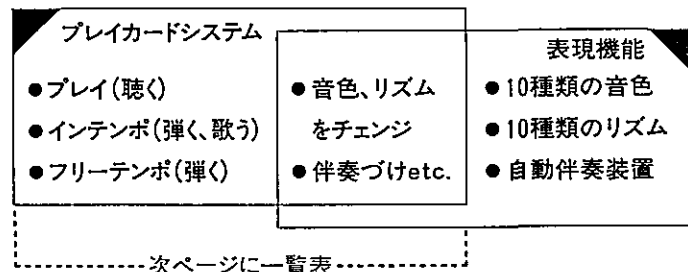 プレイカードシステム
●プレイ(聴く)
●インテンポ(弾く、歌う)
●フリーテンポ(弾く)
●音色、リズム
をチェンジ
●伴奏づけetc.
表現機能
●10種類の音色
●10種類のリズム
●自動伴奏装置
次ページに一覧表